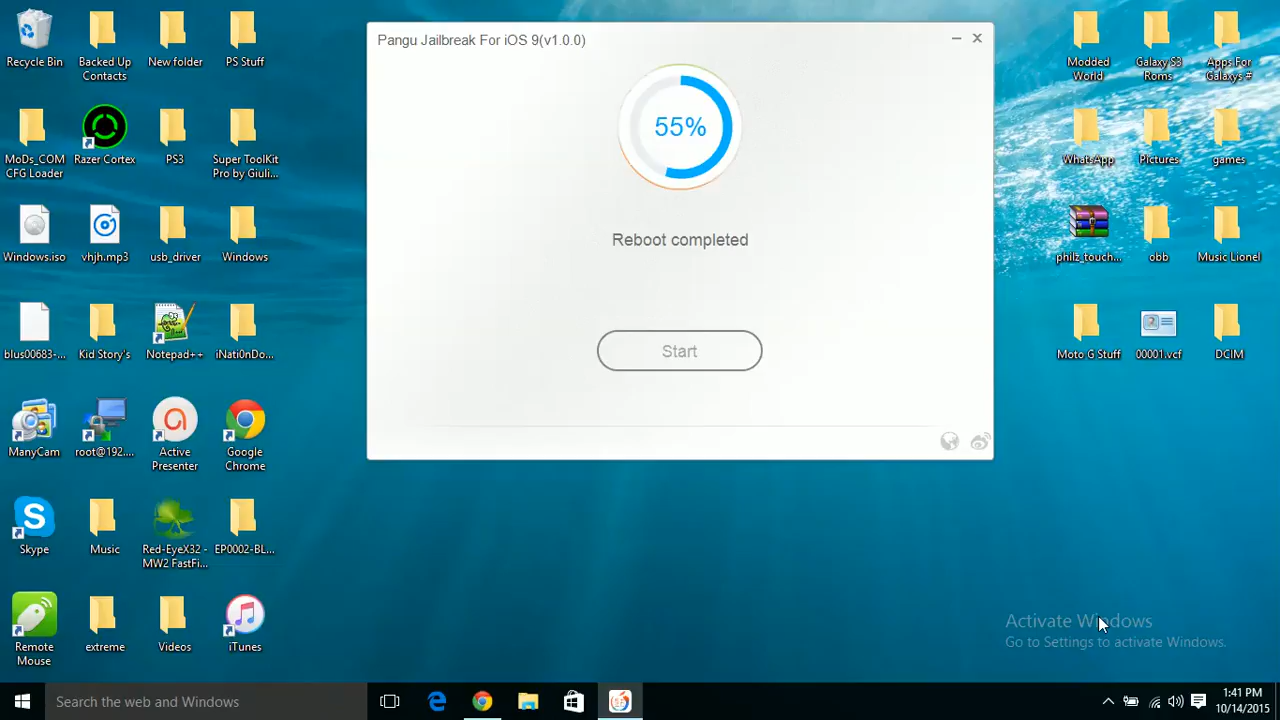 Pangu Jailbreak For iOS 9(v1.0.0)
55%
Reboot completed
Start
Recycle Bin
Backed Up
Contacts
New folder
PS Stuff
MoDs_COM
CFG Loader
Razer Cortex
PS3
Super ToolKit
Pro by Giuli...
Windows.iso
vhjh.mp3
usb_driver
Windows
blus00683-...
Kid Story's
Notepad++
iNati0nDo...
ManyCam
root@192....
Active
Presenter
Google
Chrome
Skype
Music
Red-EyeX32 -
MW2 FastFi...
EP0002-BL...
Remote
Mouse
extreme
Videos
iTunes
Modded
World
Galaxy S3
Roms
Apps For
Galaxys #
WhatsApp
Pictures
games
philz_touch...
obb
Music Lionel
Moto G Stuff
00001.vcf
DCIM
Activate Windows
Go to Settings to activate Windows.
Search the web and Windows
1:41 PM
10/14/2015